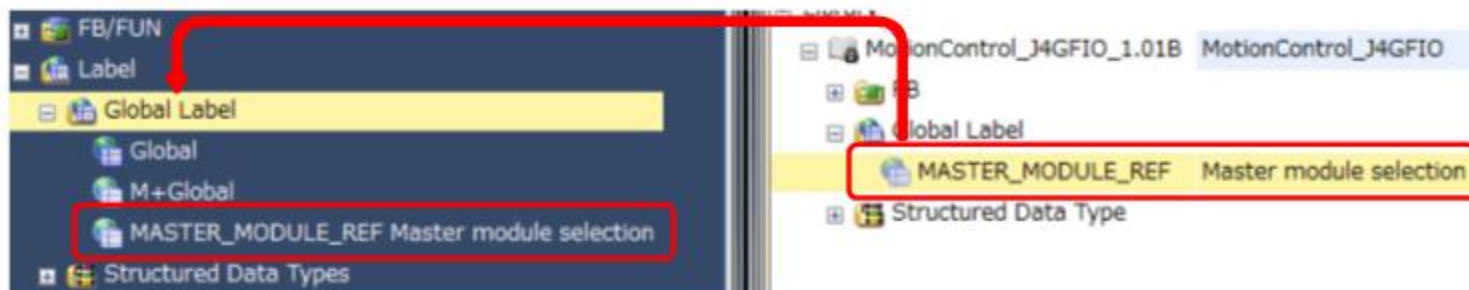 FB/FUN
Label
Global Label
Global
M+Global
MASTER_MODULE_REF Master module selection
Structured Data Types
MotionControl_J4GFIO_1.01B MotionControl_J4GFIO
Global Label
MASTER_MODULE_REF Master module selection
Structured Data Type